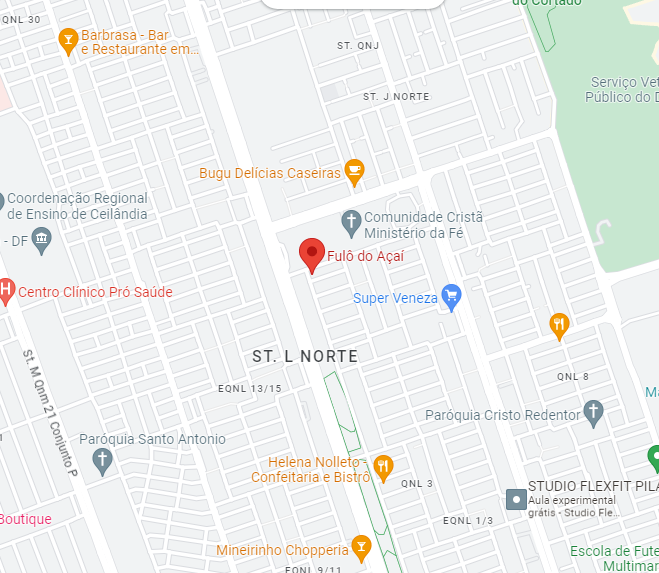 do Cortado
QNL 30
Barbrasa - Bar
e Restaurante em...
ST. QNJ
ST. J NORTE
Serviço Vet
Público do D
Bugu Delícias Caseiras
Coordenação Regional
de Ensino de Ceilândia
- DF
Comunidade Cristã
Ministério da Fé
Fulô do Açaí
H
Centro Clínico Pró Saúde
Super Veneza
ST. L NORTE
St. M Qnm 21 Conjunto P
EQNL 13/15
QNL 8
Ma
Paróquia Cristo Redentor
Paróquia Santo Antonio
Helena Nolleto -
Confeitaria e Bistrô
QNL 3
STUDIO FLEXFIT PILA
Aula experimental
grátis - Studio Fle...
Boutique
EQNL 1/3
Mineirinho Chopperia
Escola de Fute
Multimar
EQNL 9/11